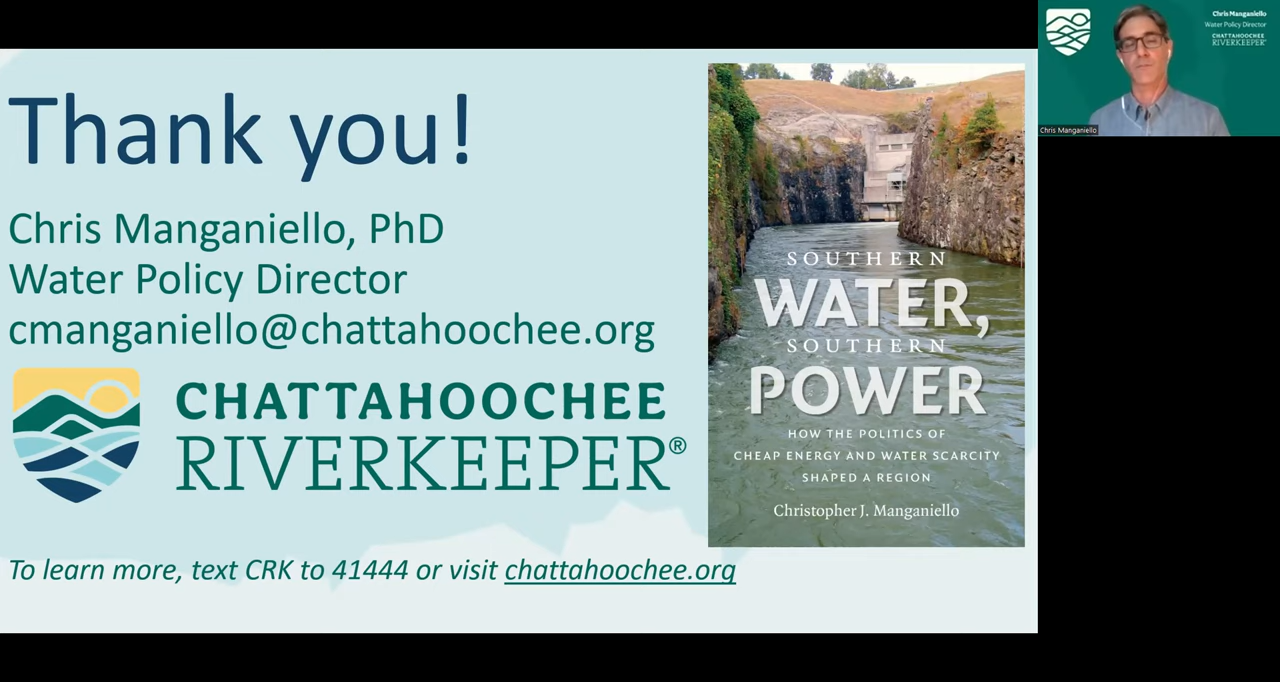 Thank you!
Chris Manganiello, PhD
Water Policy Director
cmanganiello@chattahoochee.org
CHATTAHOOCHEE
RIVERKEEPER®
To learn more, text CRK to 41444 or visit chattahoochee.org
SOUTHERN
WATER,
SOUTHERN
POWER
HOW THE POLITICS OF
CHEAP ENERGY AND WATER SCARCITY
SHAPED A REGION
Christopher J. Manganiello
Chris Manganiello
Water Policy Director
CHATTAHOOCHEE
RIVERKEEPER
Chris Manganiello